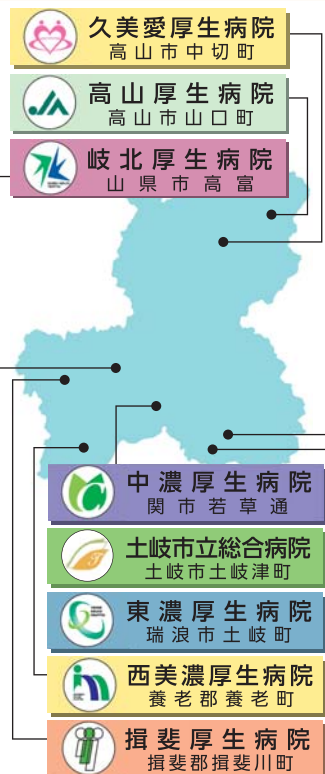 久美愛厚生病院
高山市中切町
高山厚生病院
高山市山口町
岐北厚生病院
山県市高富
中濃厚生病院
関市若草通
土岐市立総合病院
土岐市土岐津町
東濃厚生病院
瑞浪市土岐町
西美濃厚生病院
養老郡養老町
揖斐厚生病院
揖斐郡揖斐川町